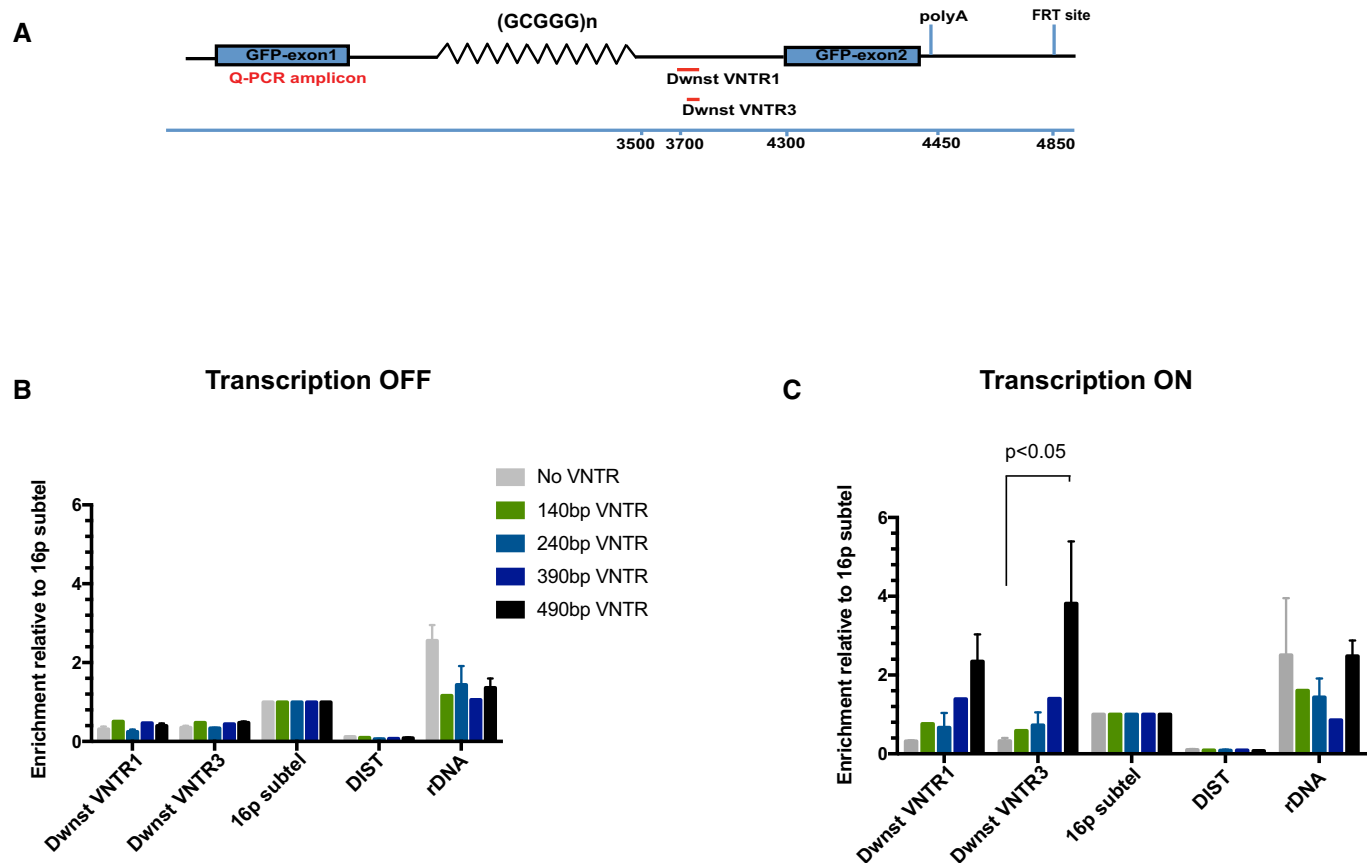 A
(GCGGG)n
polyA
FRT site
GFP-exon1
GFP-exon2
Q-PCR amplicon
Dwnst VNTR1
Dwnst VNTR3
3500
3700
4300
4450
4850
B
Transcription OFF
Enrichment relative to 16p subtel
6
4
2
0
Dwnst VNTR1
Dwnst VNTR3
16p subtel
DIST
rDNA
No VNTR
140bp VNTR
240bp VNTR
390bp VNTR
490bp VNTR
C
Transcription ON
p<0.05
Enrichment relative to 16p subtel
6
4
2
0
Dwnst VNTR1
Dwnst VNTR3
16p subtel
DIST
rDNA